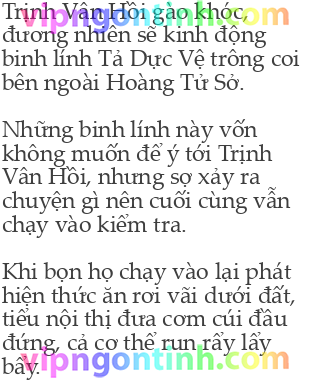 Trịnh Vân Hồi gào khóc,
đương nhiên sẽ kinh động
binh lính Tả Dực Vệ trông coi
bên ngoài Hoàng Tử Sở.

Những binh lính này vốn
không muốn để ý tới Trịnh
Vân Hồi, nhưng sợ xảy ra
chuyện gì nên cuối cùng vẫn
chạy vào kiểm tra.

Khi bọn họ chạy vào lại phát
hiện thức ăn rơi vãi dưới đất,
tiểu nội thị đưa cơm cúi đầu
đứng, cả cơ thể run rẩy lẩy
bẩy.
vipngontinh.com
vipngontinh.com